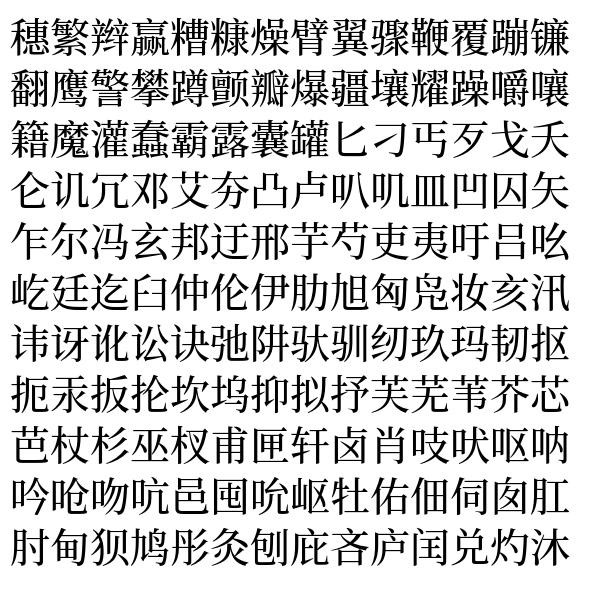 穗繁辫赢糟糠燥臂翼骤鞭覆蹦镰
翻鹰警攀蹲颤瓣爆疆壤耀躁嚼嚷
籍魔灌蠢霸露囊罐匕刁丐歹戈夭
仑讥冗邓艾夯凸卢叭叽皿凹囚矢
乍尔冯玄邦迂邢芋芍吏夷吁吕吆
屹廷迄臼仲伦伊肋旭匈凫妆亥汛
讳讶讹讼诀弛阱驮驯纫玖玛韧抠
扼汞扳抡坎坞抑拟抒芙芜苇芥芯
芭杖杉巫杈甫匣轩卤肖吱吠呕呐
吟呛吻吭邑囤吮岖牡佑佃伺囱肛
肘甸狈鸠彤灸刨庇吝庐闰兑灼沐